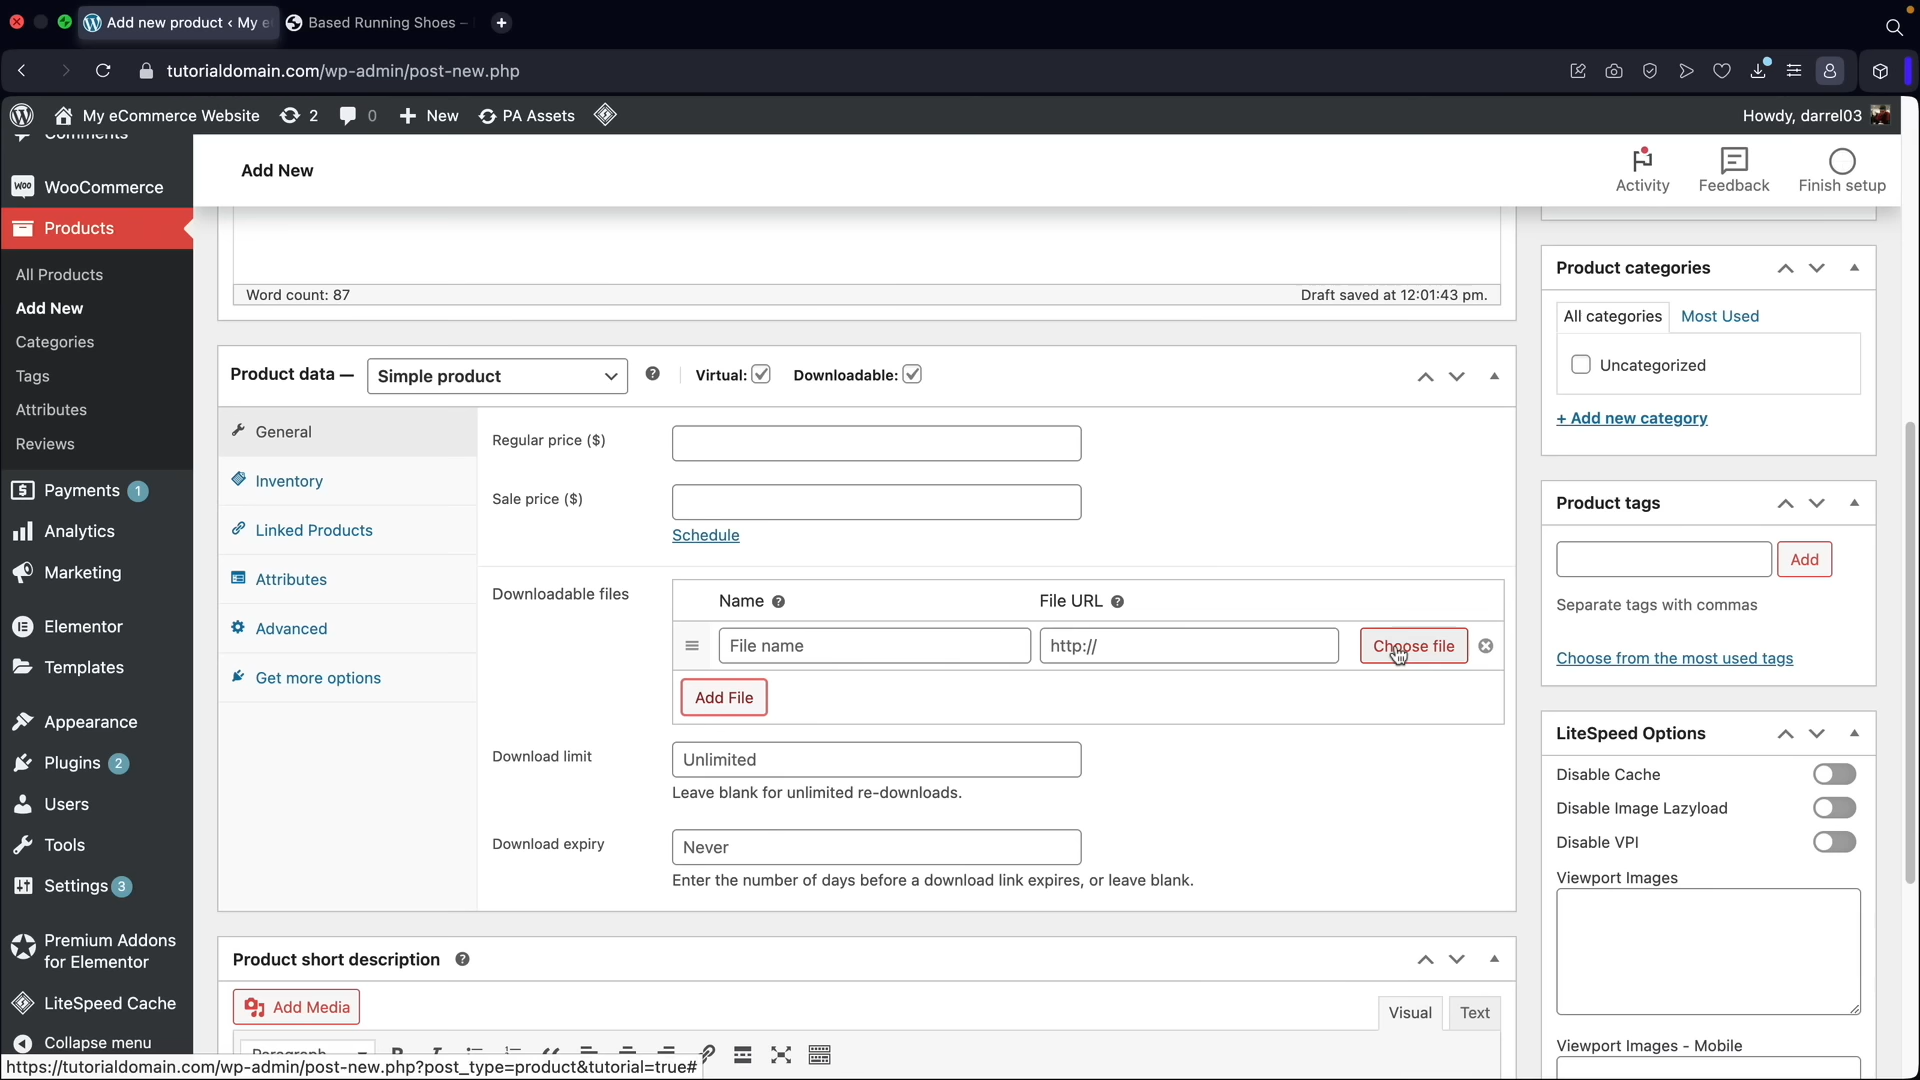 Add new product < My e
Based Running Shoes –
tutorialdomain.com/wp-admin/post-new.php
My eCommerce Website
2
0
New
PA Assets
Howdy, darrel03
Comments
WooCommerce
Products
All Products
Add New
Categories
Tags
Attributes
Reviews
Payments 1
Analytics
Marketing
Elementor
Templates
Appearance
Plugins 2
Users
Tools
Settings 3
Premium Addons
for Elementor
LiteSpeed Cache
Collapse menu
Add New
Activity
Feedback
Finish setup
Word count: 87
Draft saved at 12:01:43 pm.
Product data —
Simple product
Virtual:
Downloadable:
General
Inventory
Linked Products
Attributes
Advanced
Get more options
Regular price ($)
Sale price ($)
Schedule
Downloadable files
Name
File URL
File name
http://
Choose file
Add File
Download limit
Unlimited
Leave blank for unlimited re-downloads.
Download expiry
Never
Enter the number of days before a download link expires, or leave blank.
Product short description
Add Media
Visual
Text
Paragraph
Product categories
All categories
Most Used
Uncategorized
+ Add new category
Product tags
Add
Separate tags with commas
Choose from the most used tags
LiteSpeed Options
Disable Cache
Disable Image Lazyload
Disable VPI
Viewport Images
Viewport Images - Mobile
https://tutorialdomain.com/wp-admin/post-new.php?post_type=product&tutorial=true#